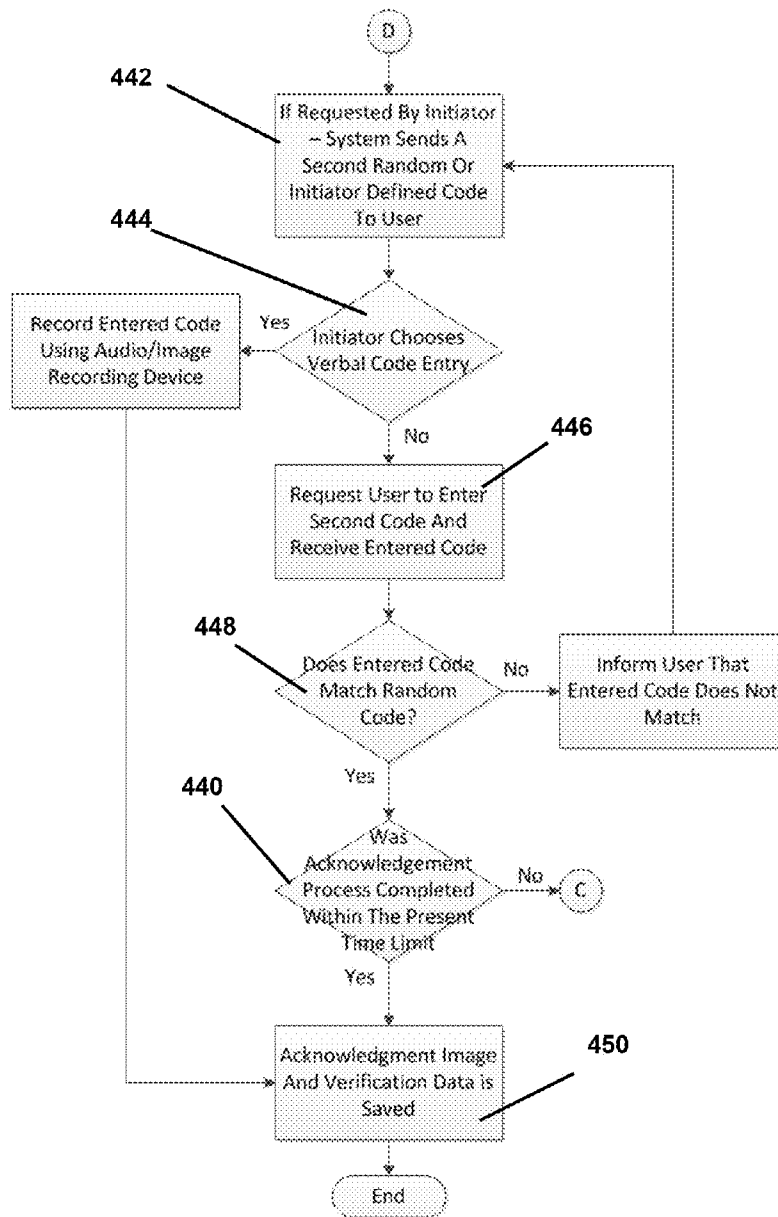 D
442
If Requested By Initiator
– System Sends A
Second Random Or
Initiator Defined Code
To User
444
Record Entered Code
Using Audio/Image
Recording Device
Yes
Initiator Chooses
Verbal Code Entry
No
446
Request User to Enter
Second Code And
Receive Entered Code
448
Does Entered Code
Match Random
Code?
No
Inform User That
Entered Code Does Not
Match
Yes
440
Was
Acknowledgement
Process Completed
Within The Present
Time Limit
No
C
Yes
Acknowledgment Image
And Verification Data is
Saved
450
End